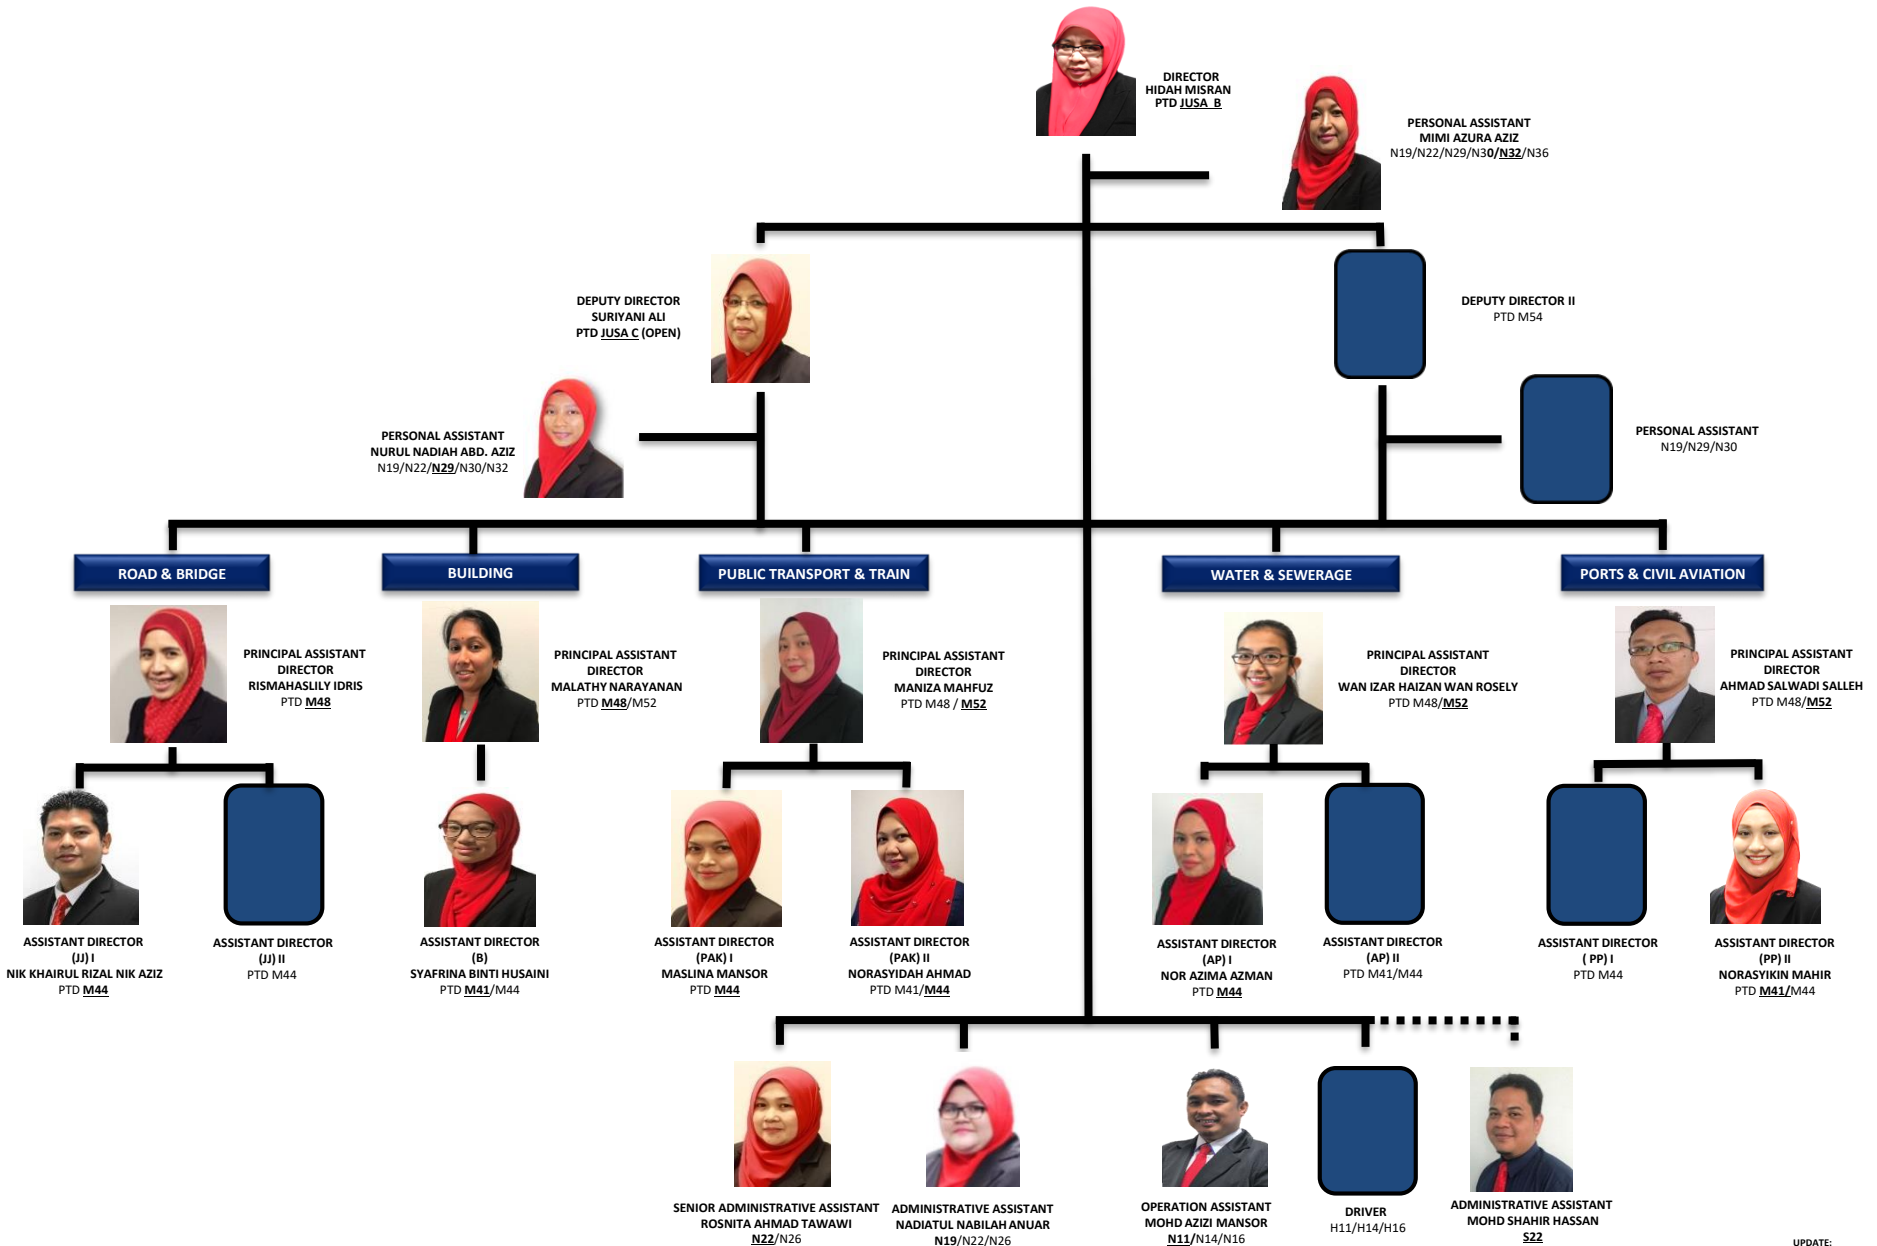 DIRECTOR
HIDAH MISRAN
PTD JUSA B
PERSONAL ASSISTANT
MIMI AZURA AZIZ
N19/N22/N29/N30/N32/N36
DEPUTY DIRECTOR
SURIYANI ALI
PTD JUSA C (OPEN)
DEPUTY DIRECTOR II
PTD M54
PERSONAL ASSISTANT
NURUL NADIAH ABD. AZIZ
N19/N22/N29/N30/N32
PERSONAL ASSISTANT
N19/N29/N30
ROAD & BRIDGE
BUILDING
PUBLIC TRANSPORT & TRAIN
WATER & SEWERAGE
PORTS & CIVIL AVIATION
PRINCIPAL ASSISTANT
DIRECTOR
RISMAHASLILY IDRIS
PTD M48
PRINCIPAL ASSISTANT
DIRECTOR
MALATHY NARAYANAN
PTD M48/M52
PRINCIPAL ASSISTANT
DIRECTOR
MANIZA MAHFUZ
PTD M48 / M52
PRINCIPAL ASSISTANT
DIRECTOR
WAN IZAR HAIZAN WAN ROSELY
PTD M48/M52
PRINCIPAL ASSISTANT
DIRECTOR
AHMAD SALWADI SALLEH
PTD M48/M52
ASSISTANT DIRECTOR
(JJ) I
NIK KHAIRUL RIZAL NIK AZIZ
PTD M44
ASSISTANT DIRECTOR
(JJ) II
PTD M44
ASSISTANT DIRECTOR
(B)
SYAFRINA BINTI HUSAINI
PTD M41/M44
ASSISTANT DIRECTOR
(PAK) I
MASLINA MANSOR
PTD M44
ASSISTANT DIRECTOR
(PAK) II
NORASYIDAH AHMAD
PTD M41/M44
ASSISTANT DIRECTOR
(AP) I
NOR AZIMA AZMAN
PTD M44
ASSISTANT DIRECTOR
(AP) II
PTD M41/M44
ASSISTANT DIRECTOR
( PP) I
PTD M44
ASSISTANT DIRECTOR
(PP) II
NORASYIKIN MAHIR
PTD M41/M44
SENIOR ADMINISTRATIVE ASSISTANT
ROSNITA AHMAD TAWAWI
N22/N26
ADMINISTRATIVE ASSISTANT
NADIATUL NABILAH ANUAR
N19/N22/N26
OPERATION ASSISTANT
MOHD AZIZI MANSOR
N11/N14/N16
DRIVER
H11/H14/H16
ADMINISTRATIVE ASSISTANT
MOHD SHAHIR HASSAN
S22
UPDATE: